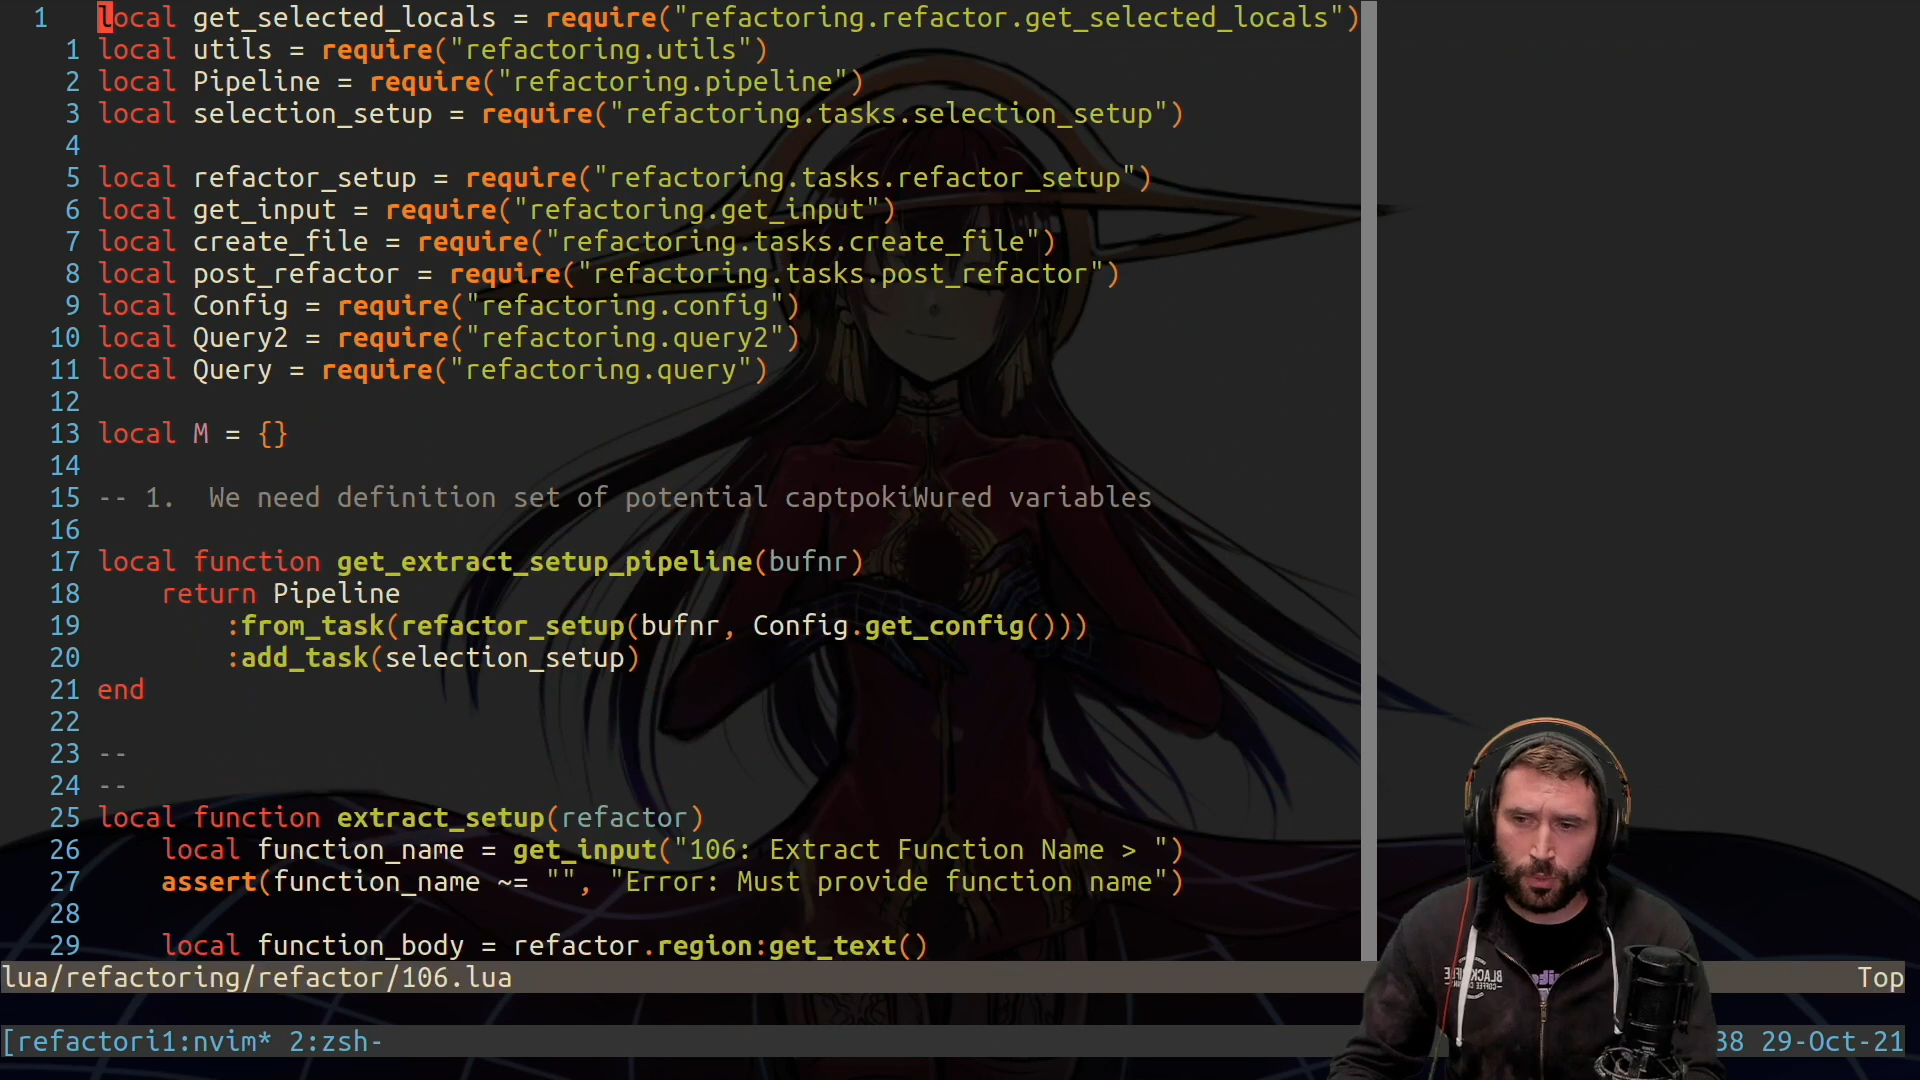 1 local get_selected_locals = require("refactoring.refactor.get_selected_locals")
1 local utils = require("refactoring.utils")
2 local Pipeline = require("refactoring.pipeline")
3 local selection_setup = require("refactoring.tasks.selection_setup")
4
5 local refactor_setup = require("refactoring.tasks.refactor_setup")
6 local get_input = require("refactoring.get_input")
7 local create_file = require("refactoring.tasks.create_file")
8 local post_refactor = require("refactoring.tasks.post_refactor")
9 local Config = require("refactoring.config")
10 local Query2 = require("refactoring.query2")
11 local Query = require("refactoring.query")
12
13 local M = {}
14
15 -- 1.  We need definition set of potential captpokiWured variables
16
17 local function get_extract_setup_pipeline(bufnr)
18     return Pipeline
19         :from_task(refactor_setup(bufnr, Config.get_config()))
20         :add_task(selection_setup)
21 end
22
23 --
24 --
25 local function extract_setup(refactor)
26     local function_name = get_input("106: Extract Function Name > ")
27     assert(function_name ~= "", "Error: Must provide function name")
28
29     local function_body = refactor.region:get_text()
lua/refactoring/refactor/106.lua Top
[refactori1:nvim* 2:zsh- 38 29-Oct-21